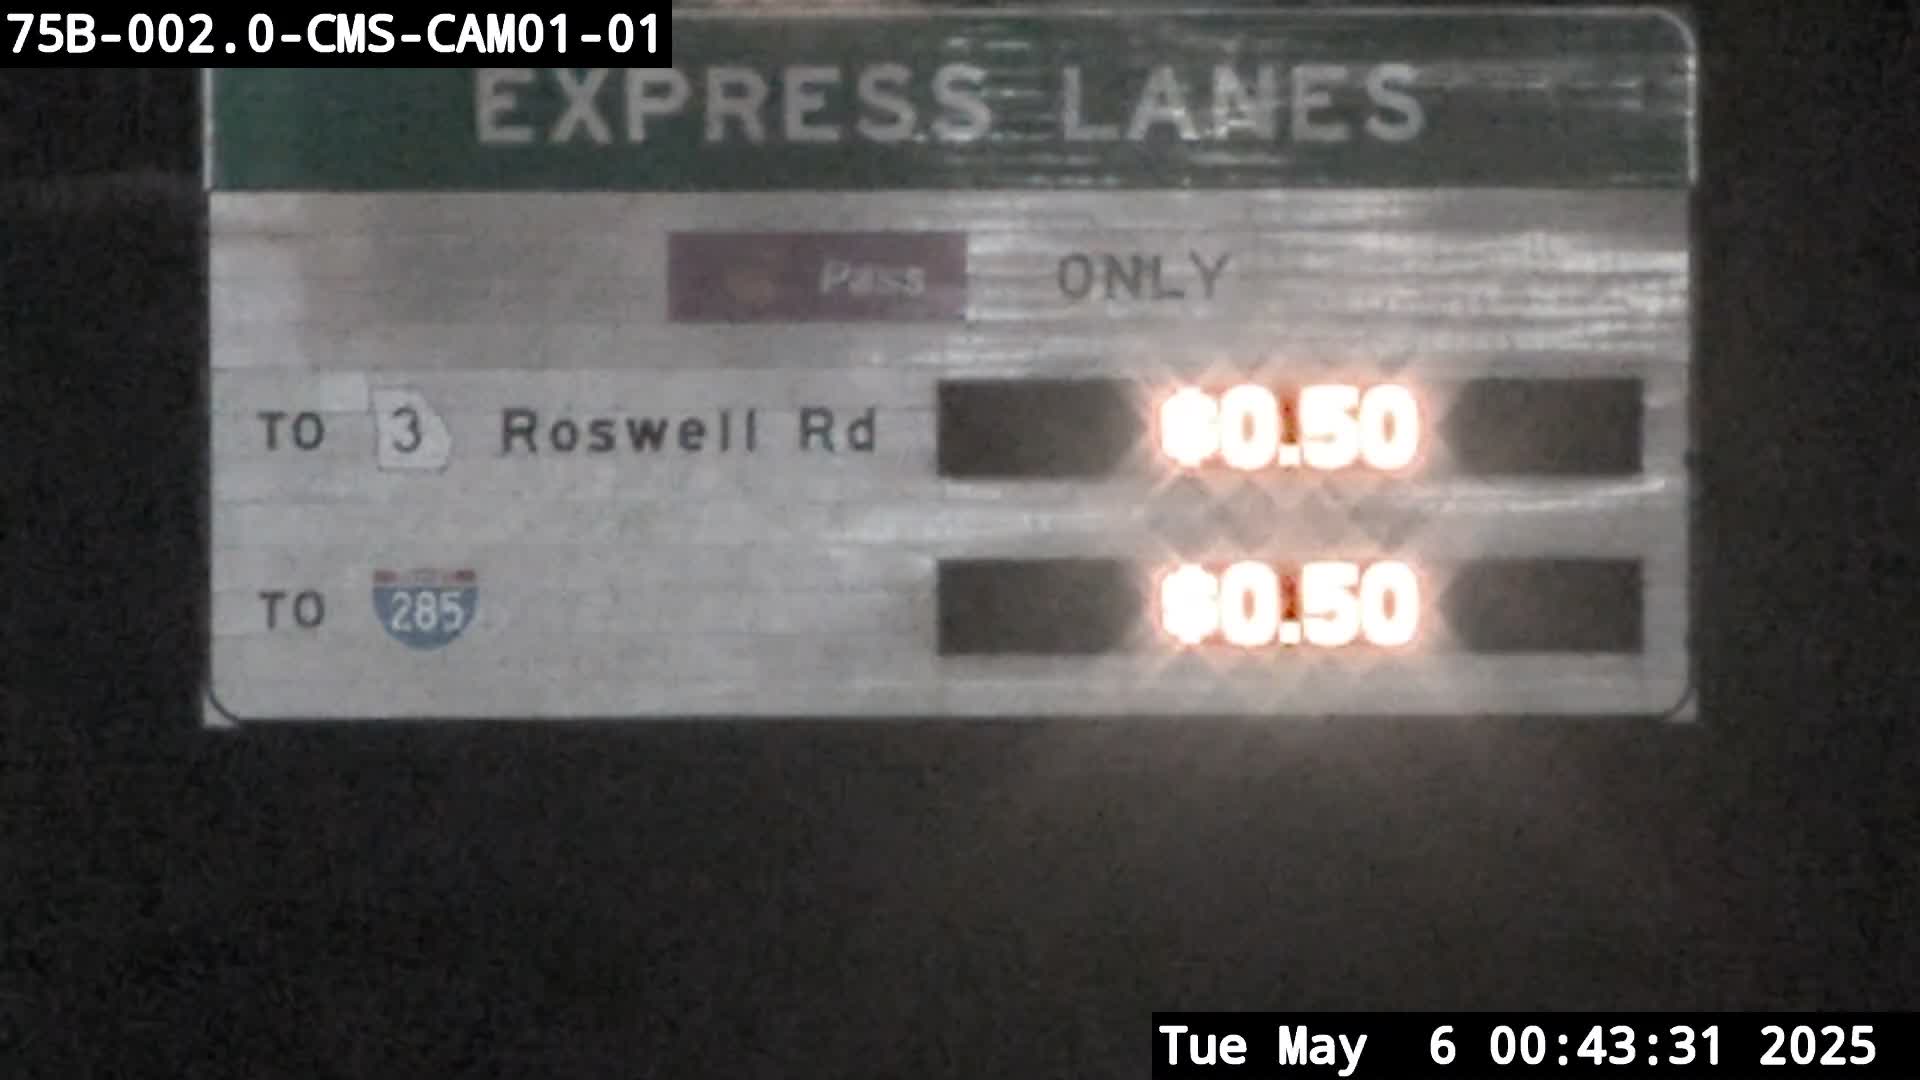 75B-002.0-CMS-CAM01-01
EXPRESS LANES
Pass ONLY
TO 3 Roswell Rd $0.50
TO 285 $0.50
Tue May 6 00:43:31 2025